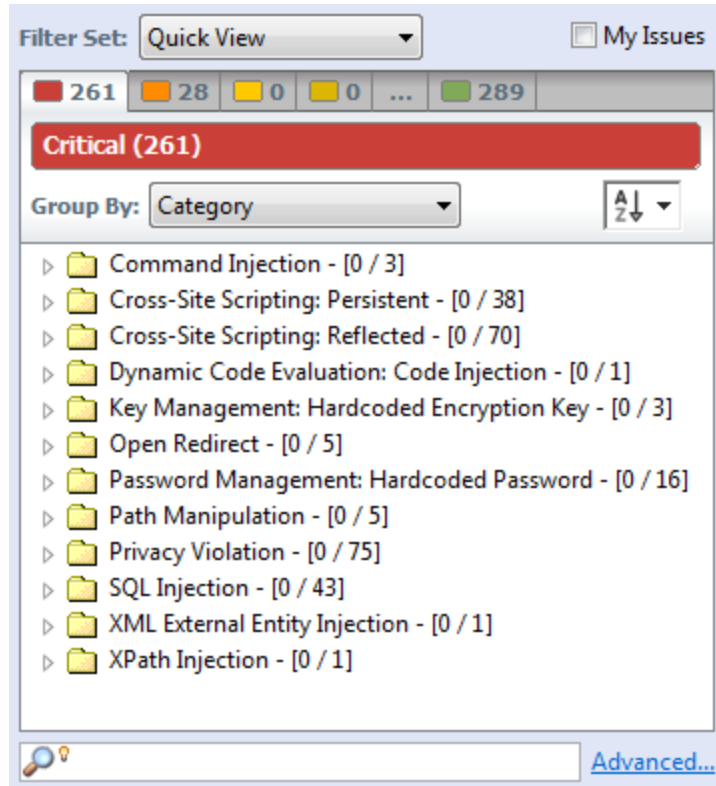 Filter Set: Quick View My Issues
261 28 0 0 ... 289
Critical (261)
Group By: Category A Z
Command Injection - [0 / 3]
Cross-Site Scripting: Persistent - [0 / 38]
Cross-Site Scripting: Reflected - [0 / 70]
Dynamic Code Evaluation: Code Injection - [0 / 1]
Key Management: Hardcoded Encryption Key - [0 / 3]
Open Redirect - [0 / 5]
Password Management: Hardcoded Password - [0 / 16]
Path Manipulation - [0 / 5]
Privacy Violation - [0 / 75]
SQL Injection - [0 / 43]
XML External Entity Injection - [0 / 1]
XPath Injection - [0 / 1]
Advanced...